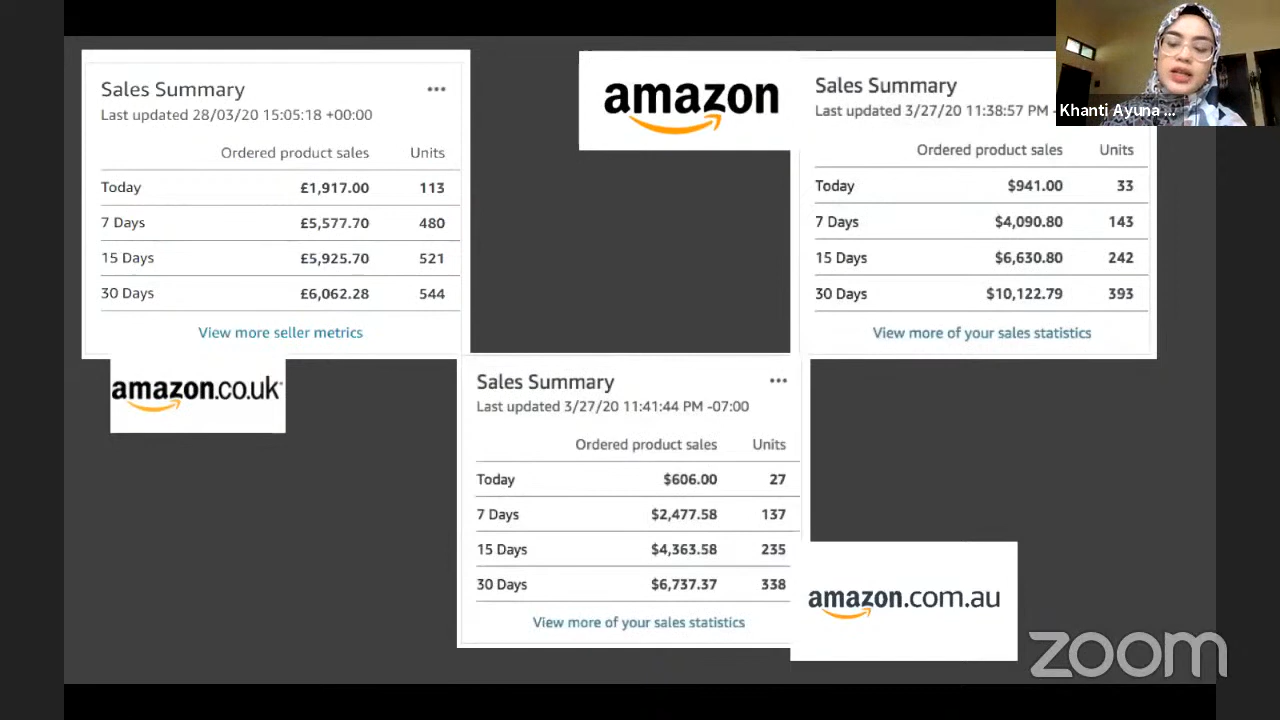 Sales Summary
Last updated 28/03/20 15:05:18 +00:00
Ordered product sales Units
Today £1,917.00 113
7 Days £5,577.70 480
15 Days £5,925.70 521
30 Days £6,062.28 544
View more seller metrics
amazon.co.uk
amazon
Sales Summary
Last updated 3/27/20 11:38:57 PM -
Ordered product sales Units
Today $941.00 33
7 Days $4,090.80 143
15 Days $6,630.80 242
30 Days $10,122.79 393
View more of your sales statistics
Khanti Ayuna ...
Sales Summary
Last updated 3/27/20 11:41:44 PM -07:00
Ordered product sales Units
Today $606.00 27
7 Days $2,477.58 137
15 Days $4,363.58 235
30 Days $6,737.37 338
View more of your sales statistics
amazon.com.au
zoom